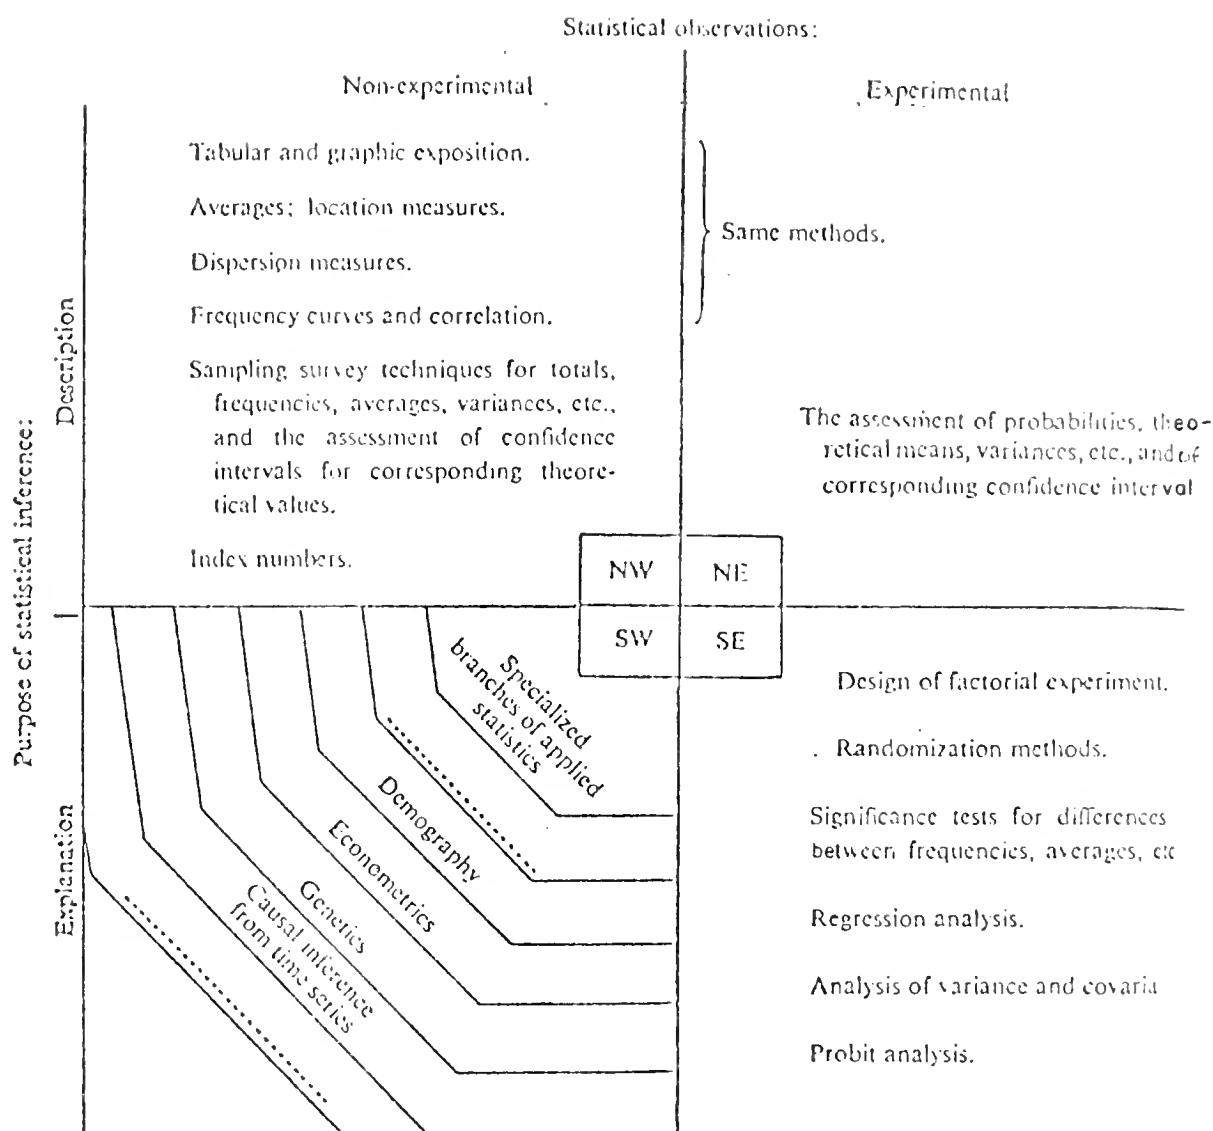 Statistical observations:
Non-experimental
Experimental
Tabular and graphic exposition.
Averages; location measures.
Dispersion measures.
Frequency curves and correlation.
Same methods.
Sampling survey techniques for totals,
frequencies, averages, variances, etc.,
and the assessment of confidence
intervals for corresponding theore-
tical values.
Index numbers.
The assessment of probabilities, theo-
retical means, variances, etc., and of
corresponding confidence interval
Purpose of statistical inference:
Description
Explanation
NW
NE
SW
SE
Specialized
branches of applied
statistics
Demography
Econometrics
Genetics
Causal inference
from time series
Design of factorial experiment.
Randomization methods.
Significance tests for differences
between frequencies, averages, etc
Regression analysis.
Analysis of variance and covaria
Probit analysis.